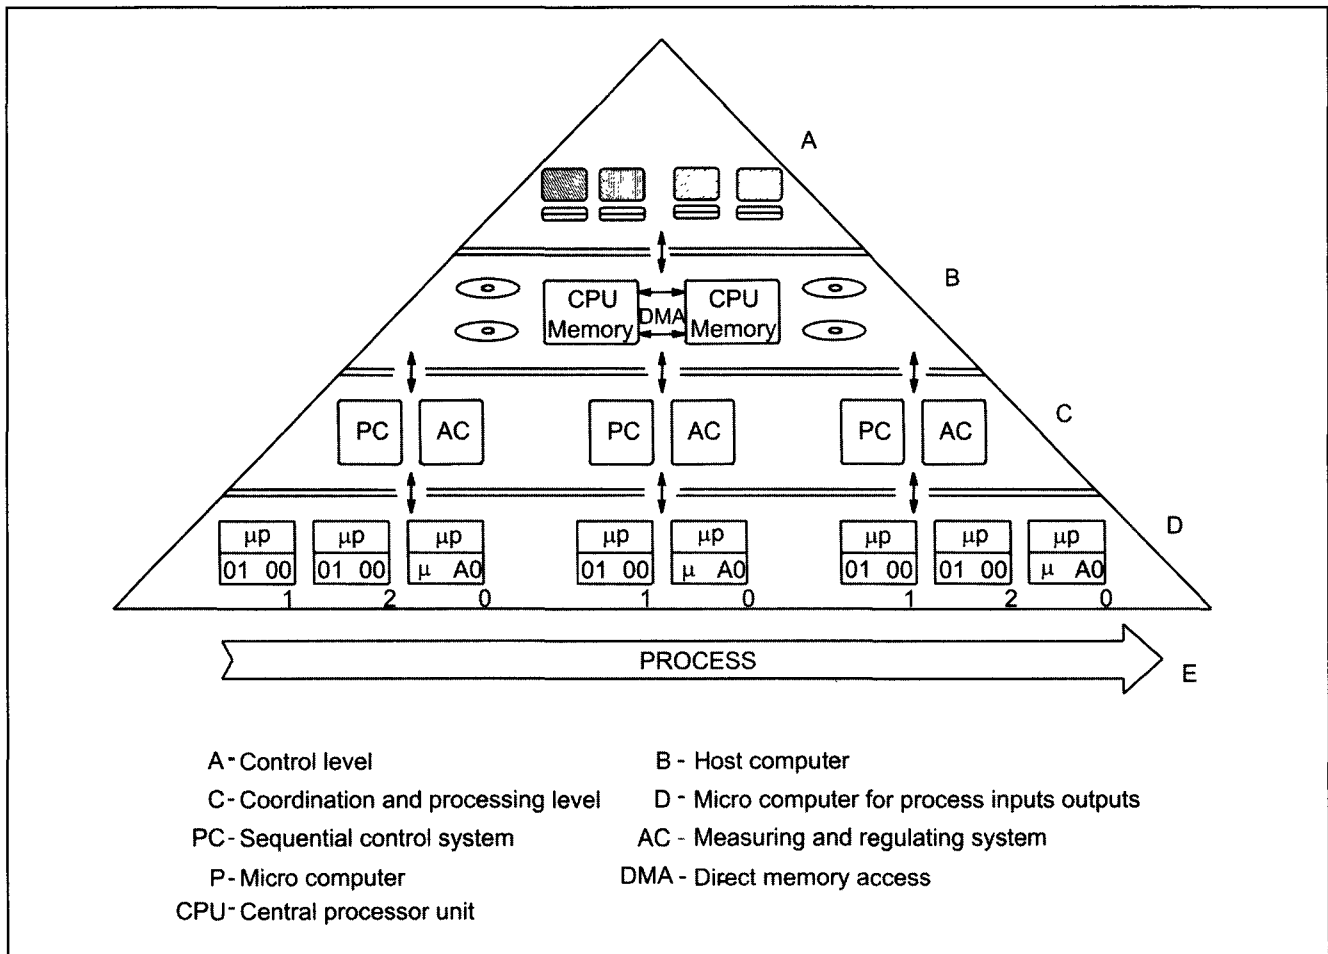 A
B
CPU CPU
DMA
Memory Memory
C
PC AC PC AC PC AC
D
μp μp μp μp μp μp μp μp
01 00 01 00 μ A0 01 00 μ A0 01 00 01 00 μ A0
1 2 0 1 0 1 2 0
PROCESS
E
A - Control level B - Host computer
C - Coordination and processing level D - Micro computer for process inputs outputs
PC - Sequential control system AC - Measuring and regulating system
P - Micro computer DMA - Direct memory access
CPU - Central processor unit